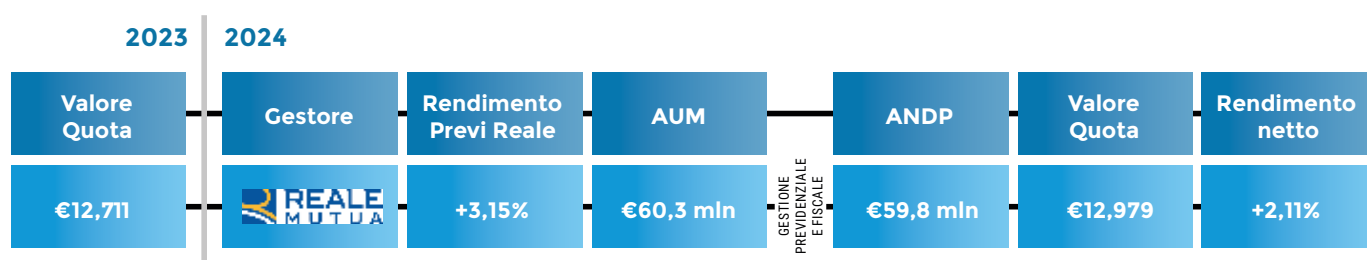 2023
2024
Valore
Quota
Gestore
Rendimento
Previ Reale
AUM
ANDP
Valore
Quota
Rendimento
netto
€12,711
REALE
MUTUA
+3,15%
€60,3 mln
GESTIONE
PREVIDENZIALE
E FISCALE
€59,8 mln
€12,979
+2,11%